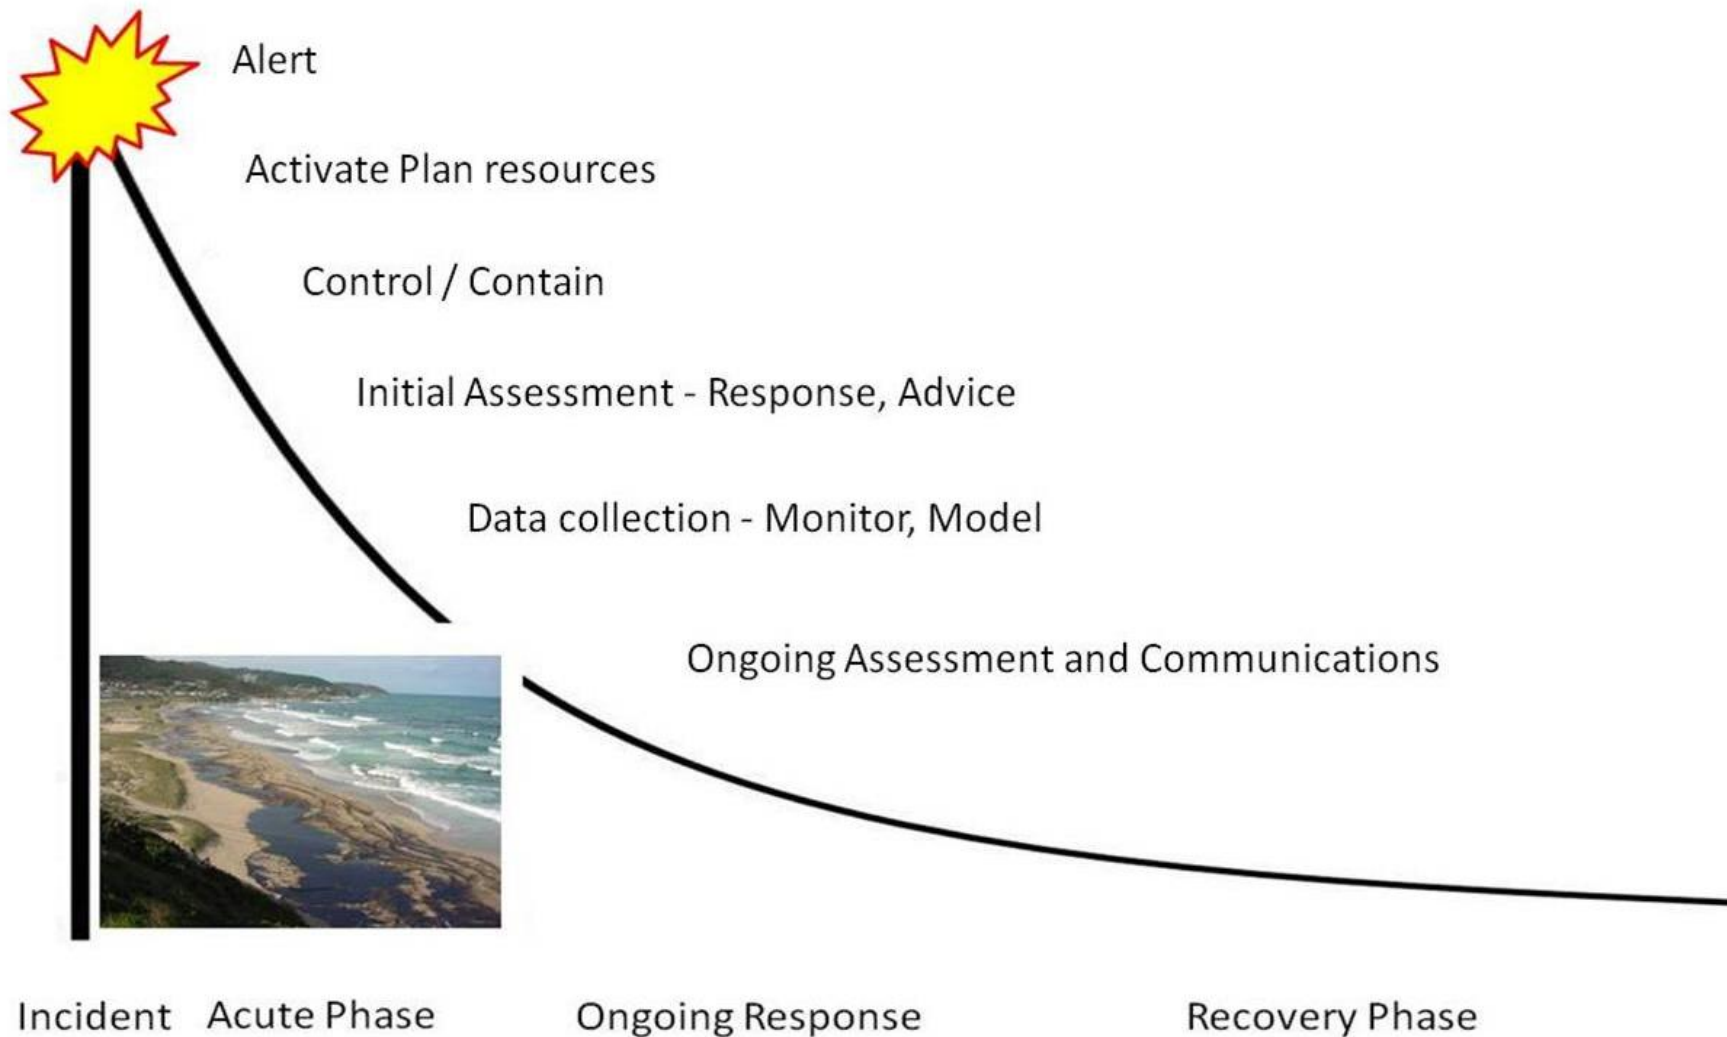 Alert
Activate Plan resources
Control / Contain
Initial Assessment - Response, Advice
Data collection - Monitor, Model
Ongoing Assessment and Communications
Incident Acute Phase Ongoing Response Recovery Phase